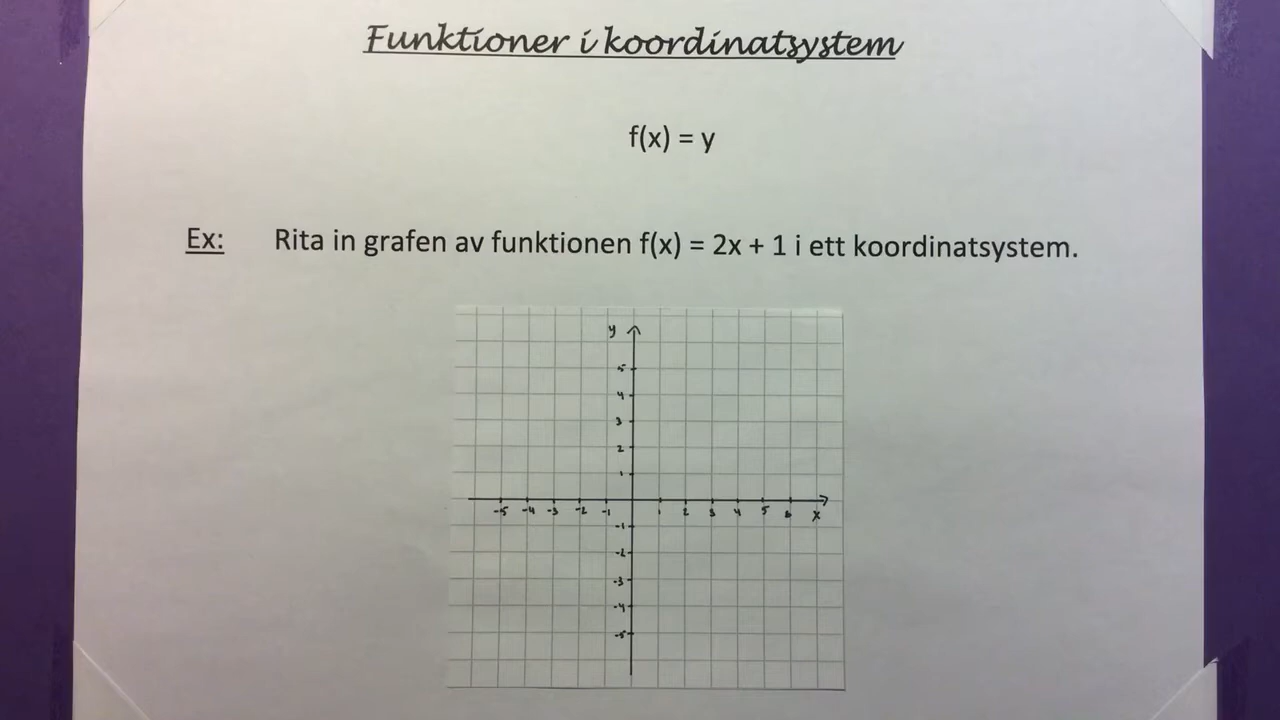 Funktioner i koordinatsystem
f(x) = y
Ex: Rita in grafen av funktionen f(x) = 2x + 1 i ett koordinatsystem.
y
5
4
3
2
1
-5 -4 -3 -2 -1 1 2 3 4 5 6 x
-1
-2
-3
-4
-5